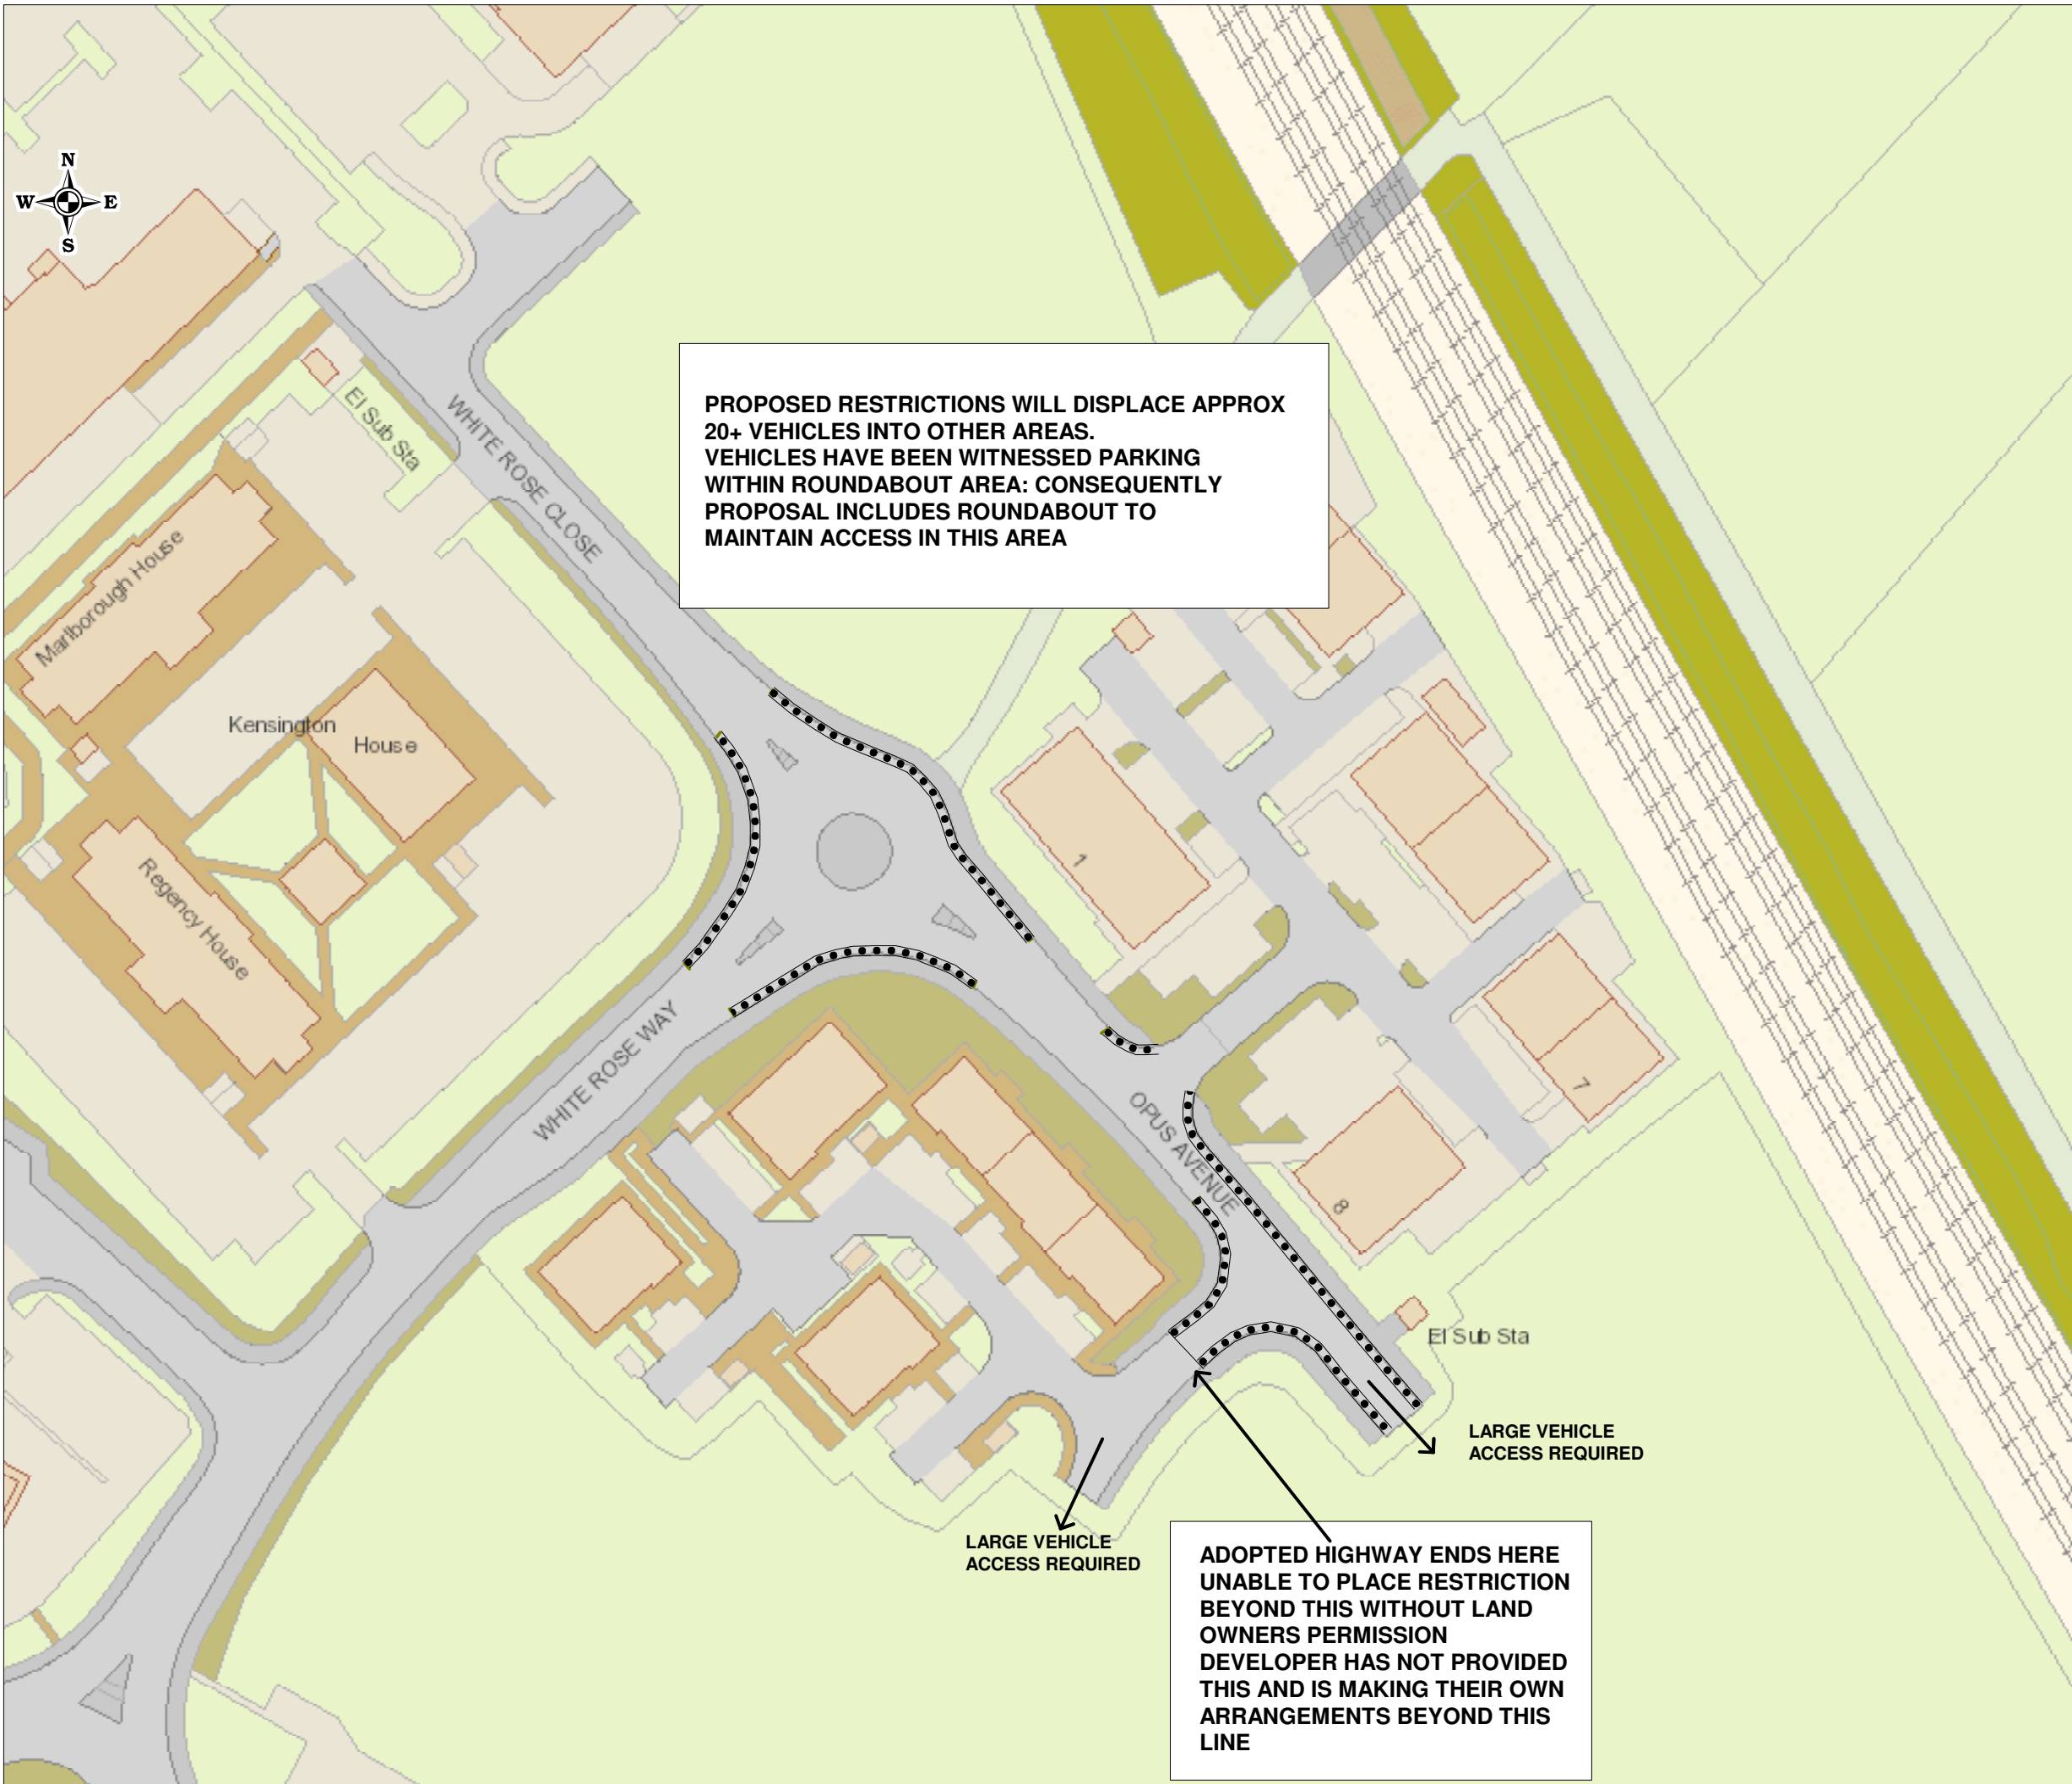 N
W E
S
El Sub Sta
WHITE ROSE CLOSE
PROPOSED RESTRICTIONS WILL DISPLACE APPROX
20+ VEHICLES INTO OTHER AREAS.
VEHICLES HAVE BEEN WITNESSED PARKING
WITHIN ROUNDABOUT AREA: CONSEQUENTLY
PROPOSAL INCLUDES ROUNDABOUT TO
MAINTAIN ACCESS IN THIS AREA
Marlborough House
Kensington
House
Regency House
1
WHITE ROSE WAY
OPUS AVENUE
7
8
El Sub Sta
LARGE VEHICLE
ACCESS REQUIRED
LARGE VEHICLE
ACCESS REQUIRED
ADOPTED HIGHWAY ENDS HERE
UNABLE TO PLACE RESTRICTION
BEYOND THIS WITHOUT LAND
OWNERS PERMISSION
DEVELOPER HAS NOT PROVIDED
THIS AND IS MAKING THEIR OWN
ARRANGEMENTS BEYOND THIS
LINE